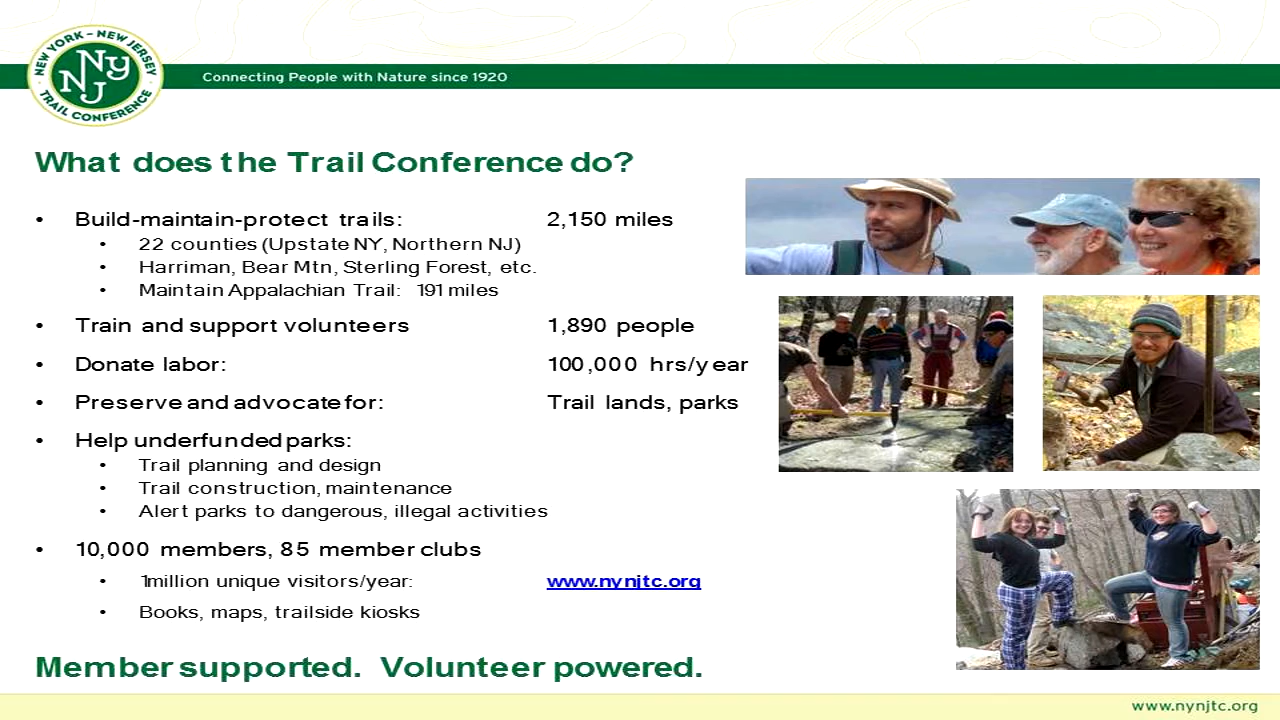 NEW YORK - NEW JERSEY
NY
NJ
TRAIL CONFERENCE
Connecting People with Nature since 1920
What does the Trail Conference do?
• Build-maintain-protect trails: 2,150 miles
• 22 counties (Upstate NY, Northern NJ)
• Harriman, Bear Mtn, Sterling Forest, etc.
• Maintain Appalachian Trail: 191 miles
• Train and support volunteers 1,890 people
• Donate labor: 100,000 hrs/year
• Preserve and advocate for: Trail lands, parks
• Help underfunded parks:
• Trail planning and design
• Trail construction, maintenance
• Alert parks to dangerous, illegal activities
• 10,000 members, 85 member clubs
• 1million unique visitors/year: www.nynjtc.org
• Books, maps, trailside kiosks
Member supported. Volunteer powered.
www.nynjtc.org